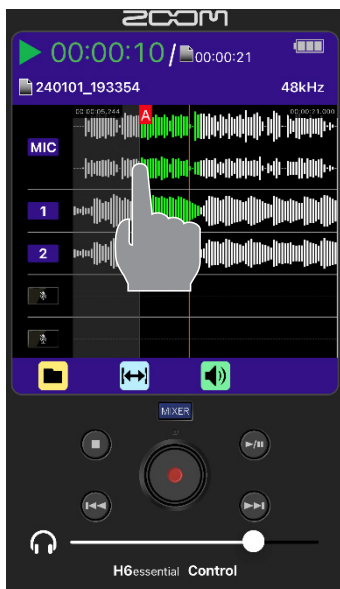 ZOOM
00:00:10/00:00:21
240101_193354 48kHz
00:00:05,244 A 00:00:21,000
MIC
1
2
MIXER
H6essential Control